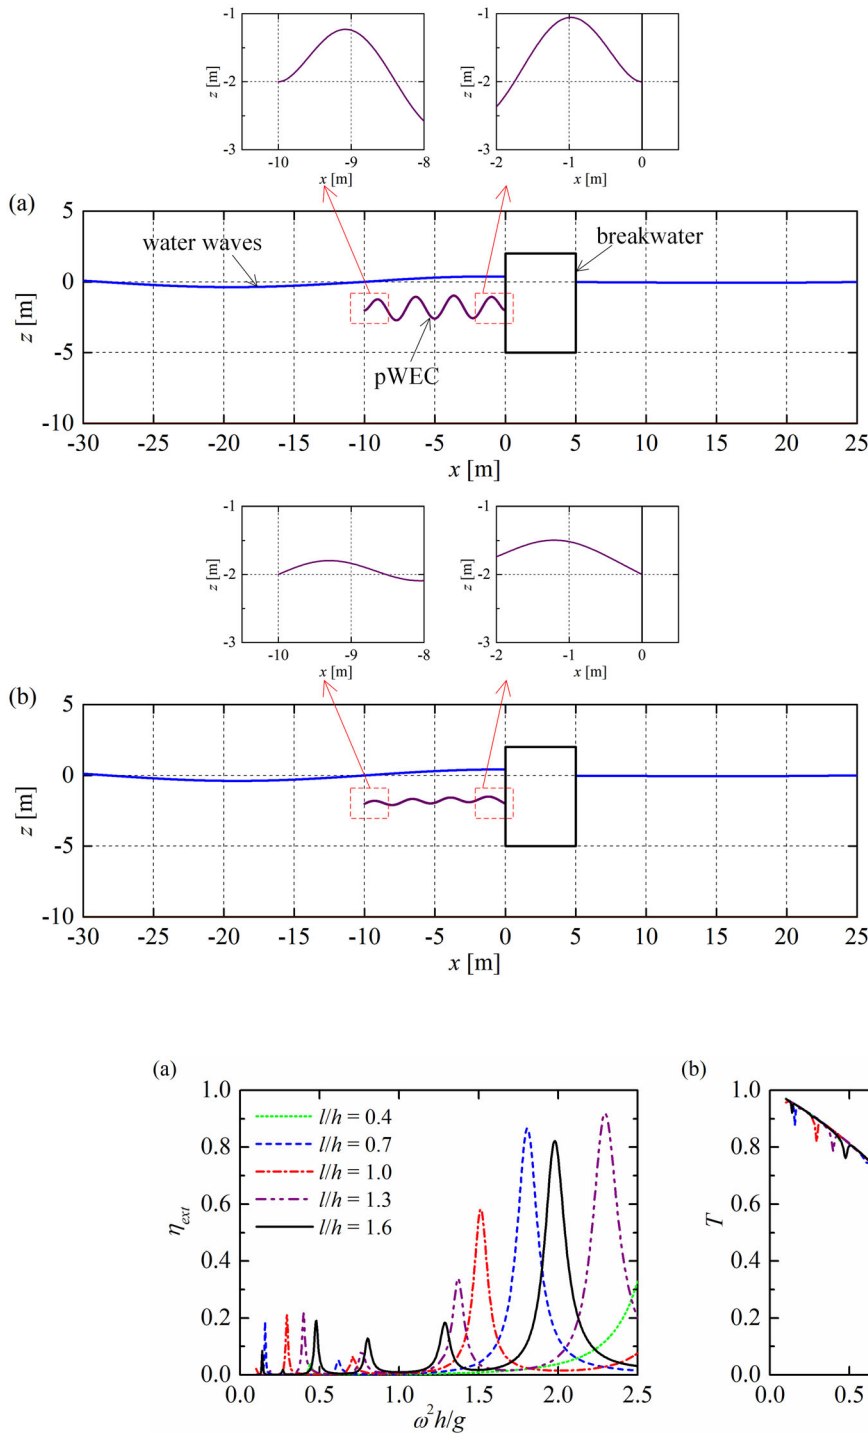 -1
-2
-3
z [m]
-10 -9 -8
x [m]
-1
-2
-3
z [m]
-2 -1 0
x [m]
(a)
5
0
-5
-10
z [m]
water waves
pWEC
breakwater
-30 -25 -20 -15 -10 -5 0 5 10 15 20 25
x [m]
-1
-2
-3
z [m]
-10 -9 -8
x [m]
-1
-2
-3
z [m]
-2 -1 0
x [m]
(b)
5
0
-5
-10
z [m]
-30 -25 -20 -15 -10 -5 0 5 10 15 20 25
x [m]
(a)
1.0
0.8
0.6
0.4
0.2
0.0
η_ext
l/h = 0.4
l/h = 0.7
l/h = 1.0
l/h = 1.3
l/h = 1.6
0.0 0.5 1.0 1.5 2.0 2.5
ω²h/g
(b)
1.0
0.8
0.6
0.4
0.2
0.0
T
0.0 0.5